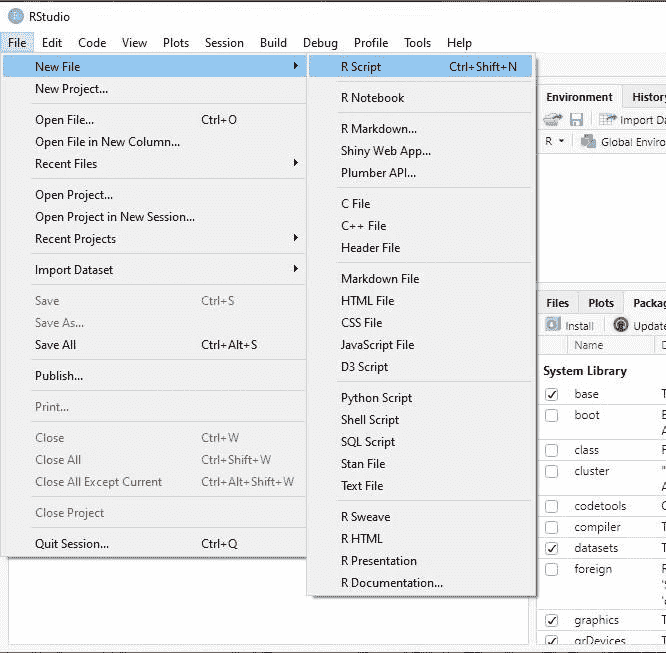 RStudio
File Edit Code View Plots Session Build Debug Profile Tools Help
New File
New Project...
Open File... Ctrl+O
Open File in New Column...
Recent Files
Open Project...
Open Project in New Session...
Recent Projects
Import Dataset
Save Ctrl+S
Save As...
Save All Ctrl+Alt+S
Publish...
Print...
Close Ctrl+W
Close All Ctrl+Shift+W
Close All Except Current Ctrl+Alt+Shift+W
Close Project
Quit Session... Ctrl+Q
R Script Ctrl+Shift+N
R Notebook
R Markdown...
Shiny Web App...
Plumber API...
C File
C++ File
Header File
Markdown File
HTML File
CSS File
JavaScript File
D3 Script
Python Script
Shell Script
SQL Script
Stan File
Text File
R Sweave
R HTML
R Presentation
R Documentation...
Environment Histor
Import Da
R Global Enviro
Files Plots Packag
Install Update
Name D
System Library
base T
boot B
A
class F
cluster "
A
codetools C
compiler T
datasets T
foreign R
'S
'c
graphics T
grDevices T